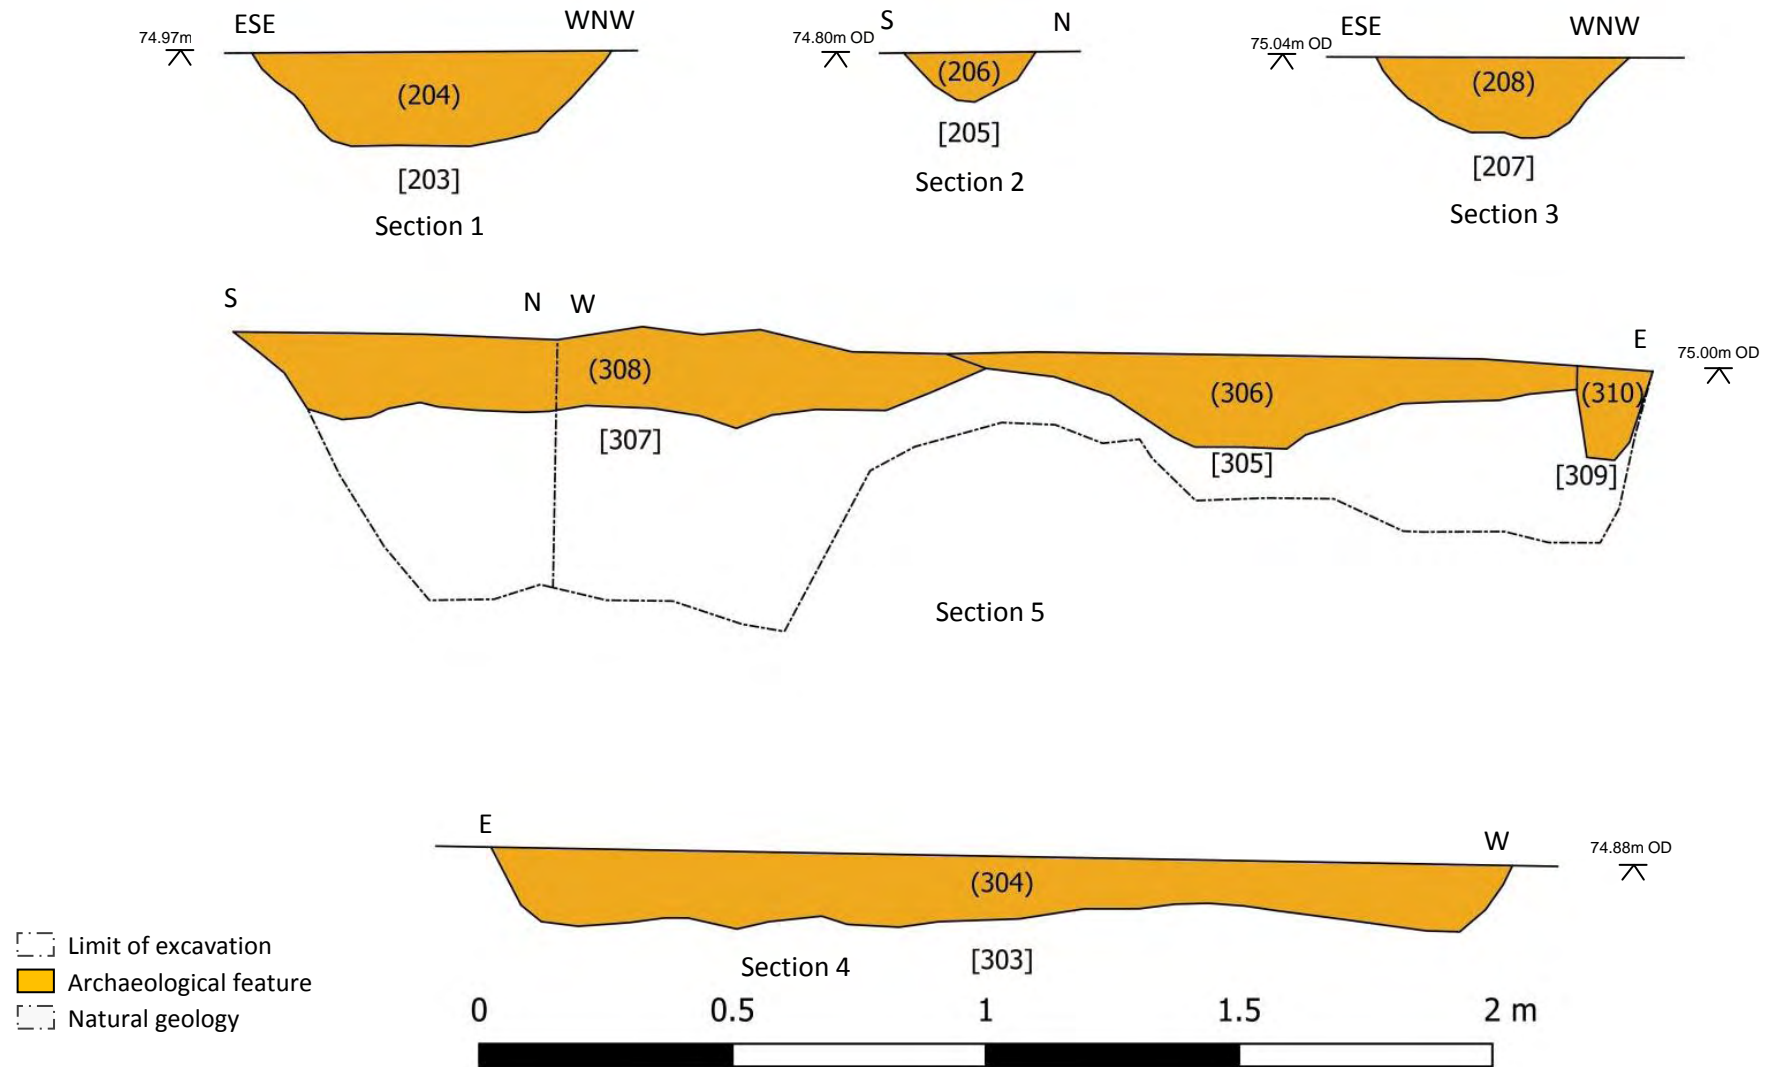 ESE WNW
74.97m
(204)
[203]
Section 1
S N
74.80m OD
(206)
[205]
Section 2
ESE WNW
75.04m OD
(208)
[207]
Section 3
S N W E
75.00m OD
(308)
(306)
(310)
[307]
[305]
[309]
Section 5
E W
74.88m OD
(304)
[303]
Section 4
Limit of excavation
Archaeological feature
Natural geology
0 0.5 1 1.5 2 m